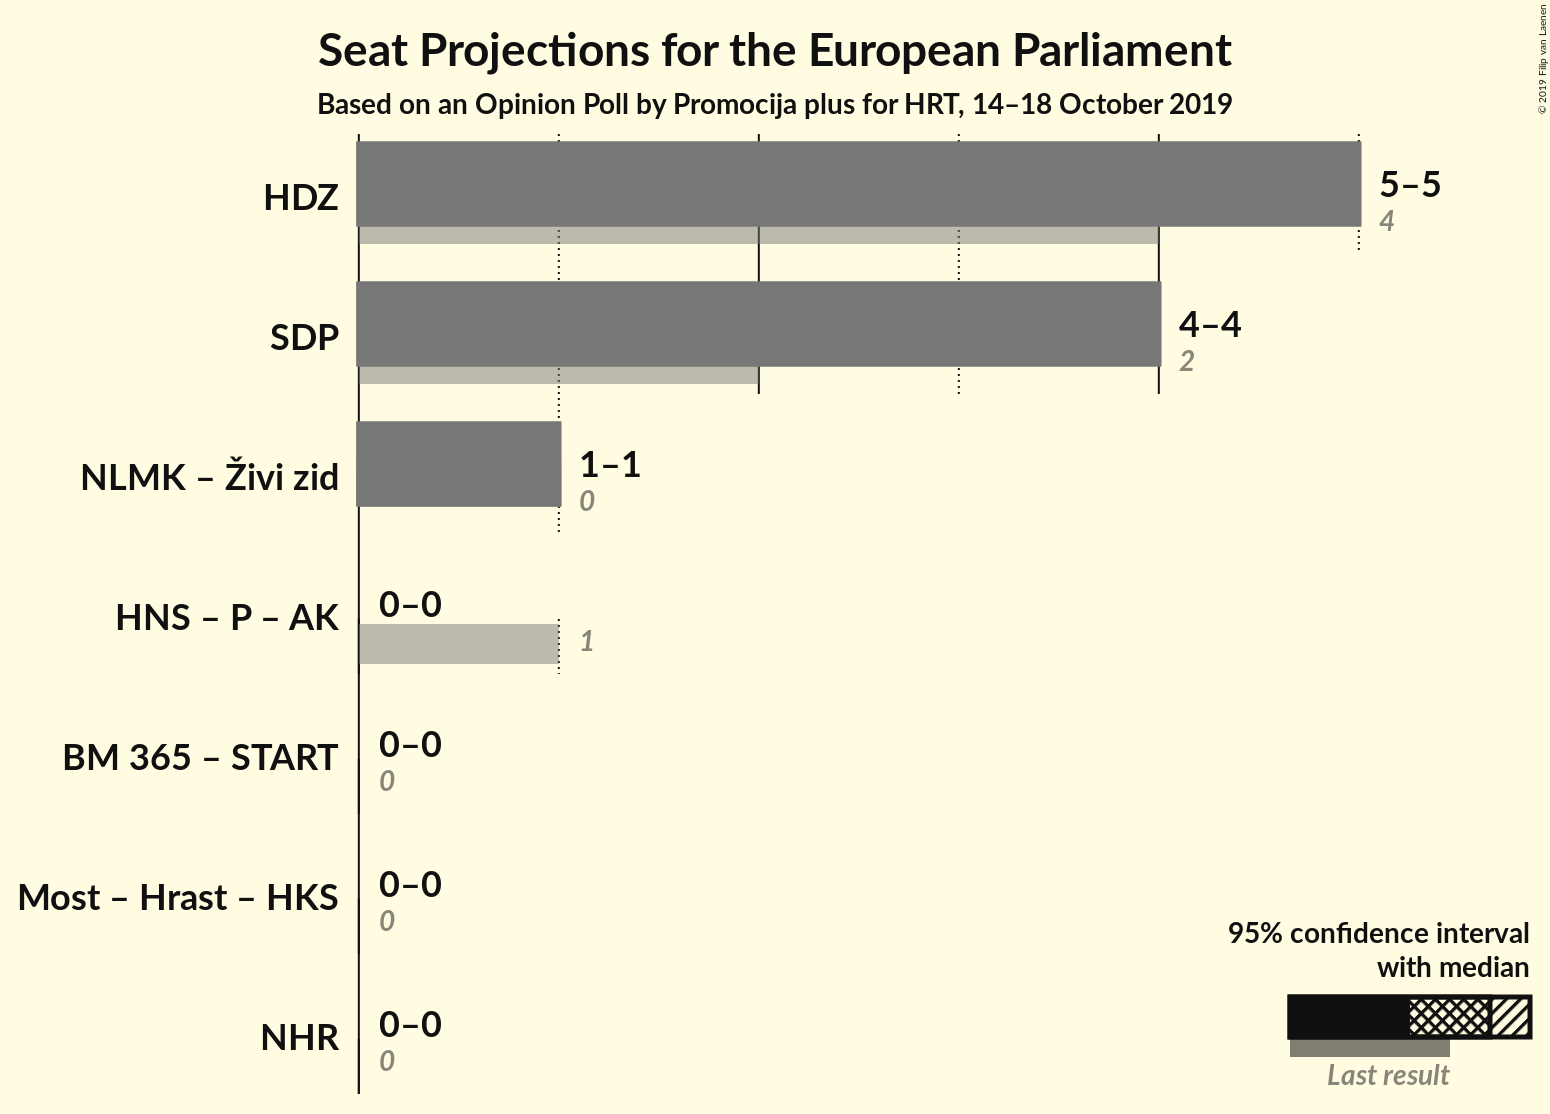 Seat Projections for the European Parliament
Based on an Opinion Poll by Promocija plus for HRT, 14–18 October 2019
© 2019 Filip van Laenen
HDZ
5–5
4
SDP
4–4
2
NLMK – Živi zid
1–1
0
HNS – P – AK
0–0
1
BM 365 – START
0–0
0
Most – Hrast – HKS
0–0
0
NHR
0–0
0
95% confidence interval
with median
Last result